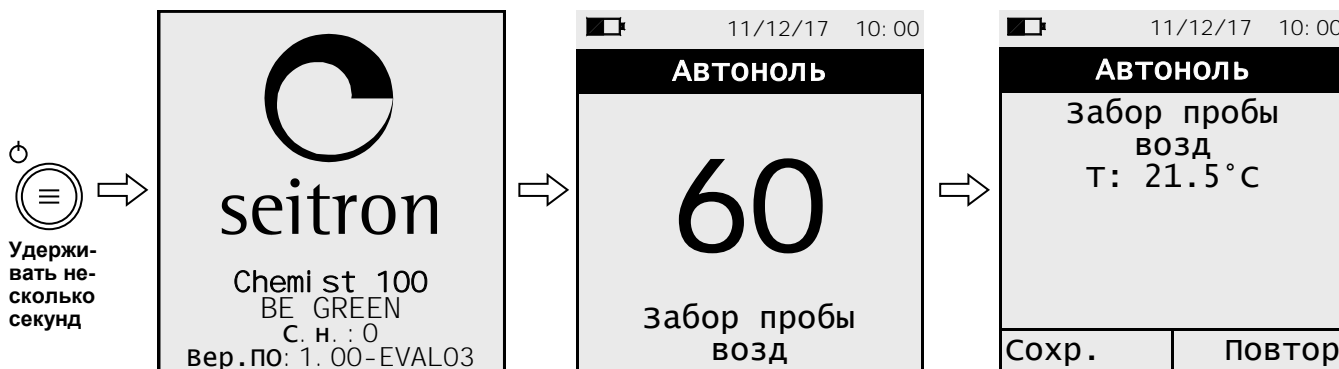 Удержи-
вать не-
сколько
секунд
seitron
Chemist 100
BE GREEN
С.Н.:0
Вер.ПО: 1.00-EVAL03
11/12/17 10:00
Автоноль
60
Забор пробы
возд
11/12/17 10:00
Автоноль
Забор пробы
возд
Т: 21.5°C
Сохр. Повтор